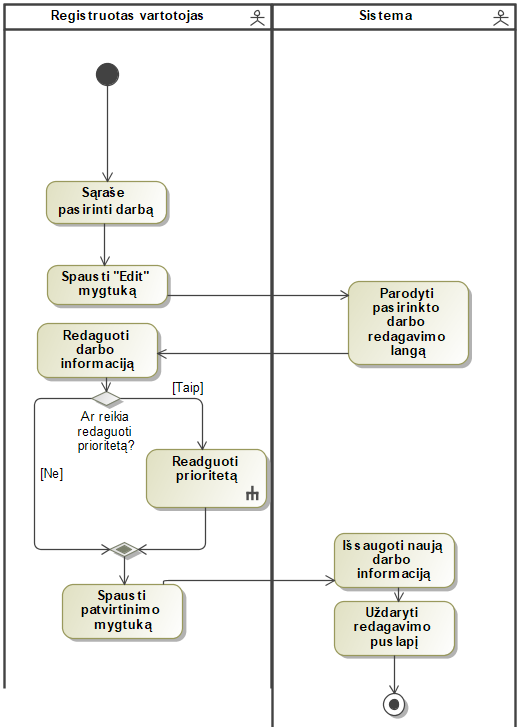 Registruotas vartotojas
Sistema
Sąraše
pasirinti darbą
Spausti "Edit"
mygtuką
Parodyti
pasirinkto
darbo
redagavimo
langą
Redaguoti
darbo
informaciją
[Taip]
Ar reikia
redaguoti
prioritetą?
[Ne]
Readguoti
prioritetą
Išsaugoti naują
darbo
informaciją
Spausti
patvirtinimo
mygtuką
Uždaryti
redagavimo
puslapį